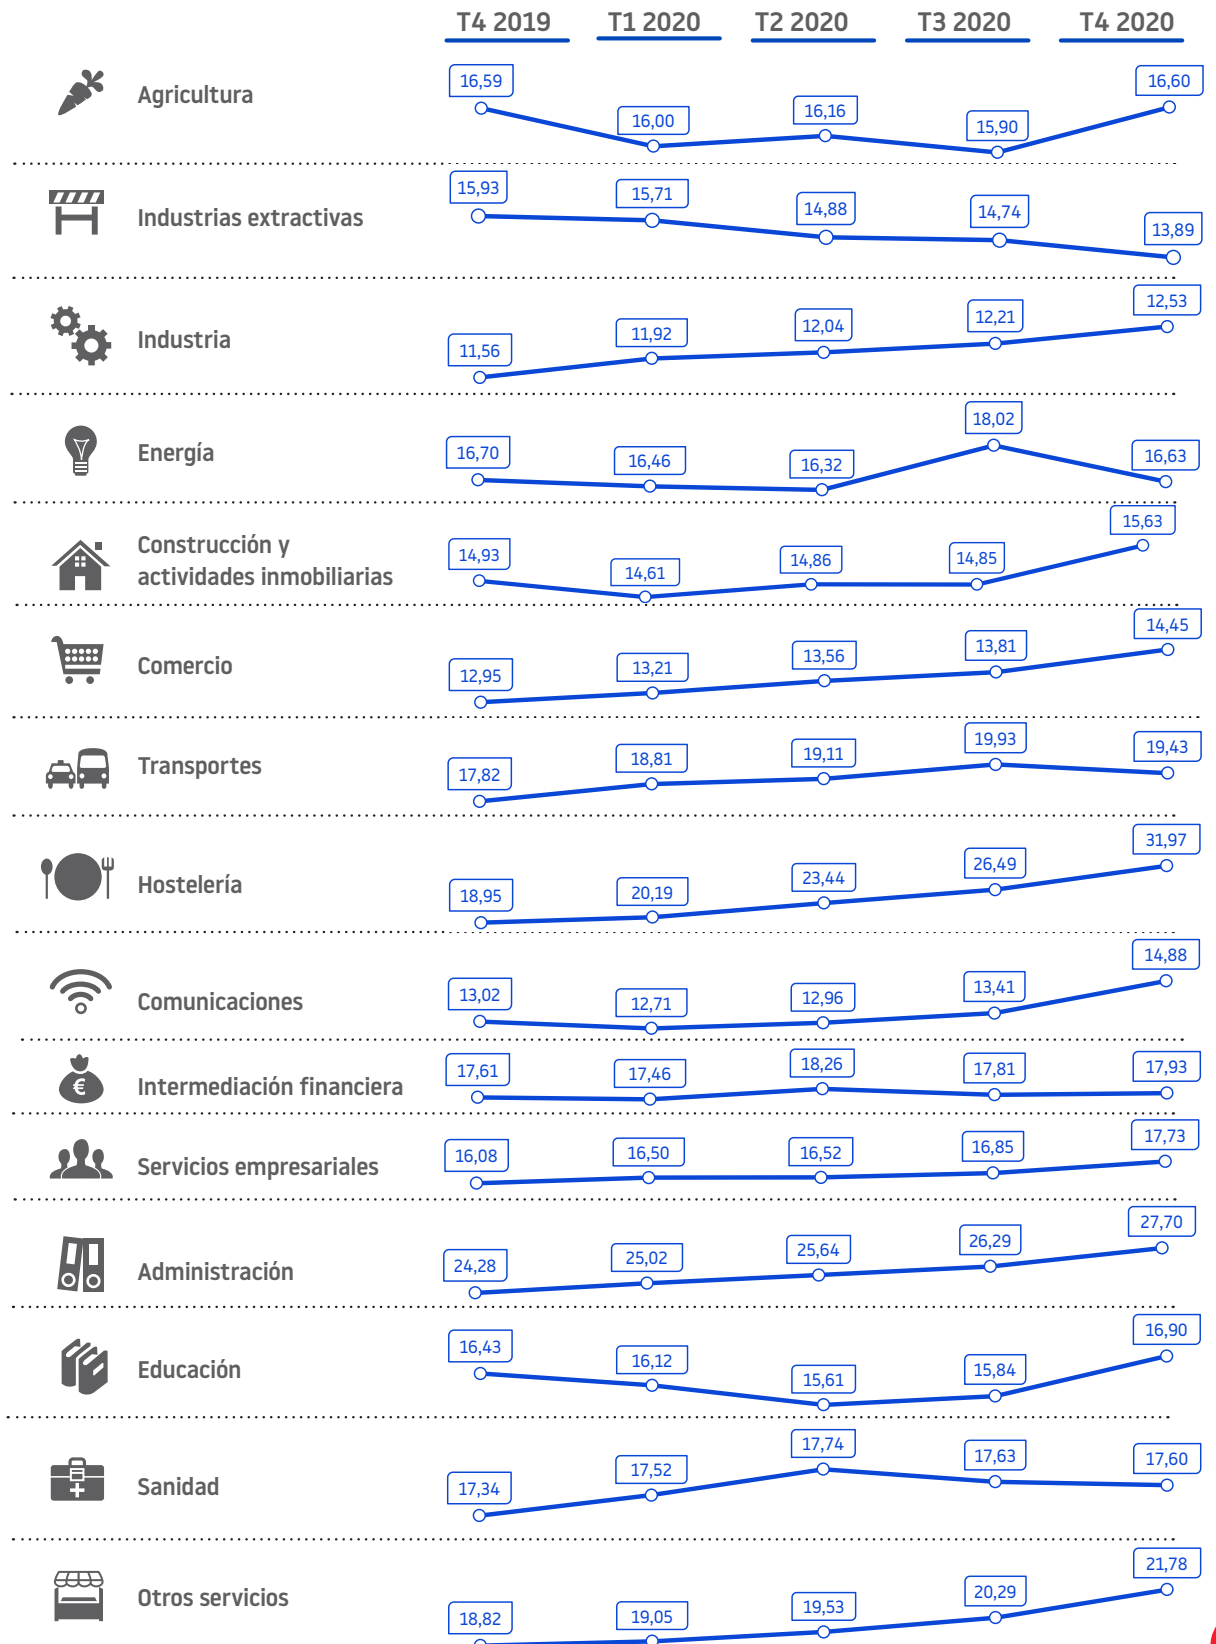 T4 2019 T1 2020 T2 2020 T3 2020 T4 2020
Agricultura 16,59 16,00 16,16 15,90 16,60
Industrias extractivas 15,93 15,71 14,88 14,74 13,89
Industria 11,56 11,92 12,04 12,21 12,53
Energía 16,70 16,46 16,32 18,02 16,63
Construcción y
actividades inmobiliarias 14,93 14,61 14,86 14,85 15,63
Comercio 12,95 13,21 13,56 13,81 14,45
Transportes 17,82 18,81 19,11 19,93 19,43
Hostelería 18,95 20,19 23,44 26,49 31,97
Comunicaciones 13,02 12,71 12,96 13,41 14,88
€ Intermediación financiera 17,61 17,46 18,26 17,81 17,93
Servicios empresariales 16,08 16,50 16,52 16,85 17,73
Administración 24,28 25,02 25,64 26,29 27,70
Educación 16,43 16,12 15,61 15,84 16,90
Sanidad 17,34 17,52 17,74 17,63 17,60
Otros servicios 18,82 19,05 19,53 20,29 21,78